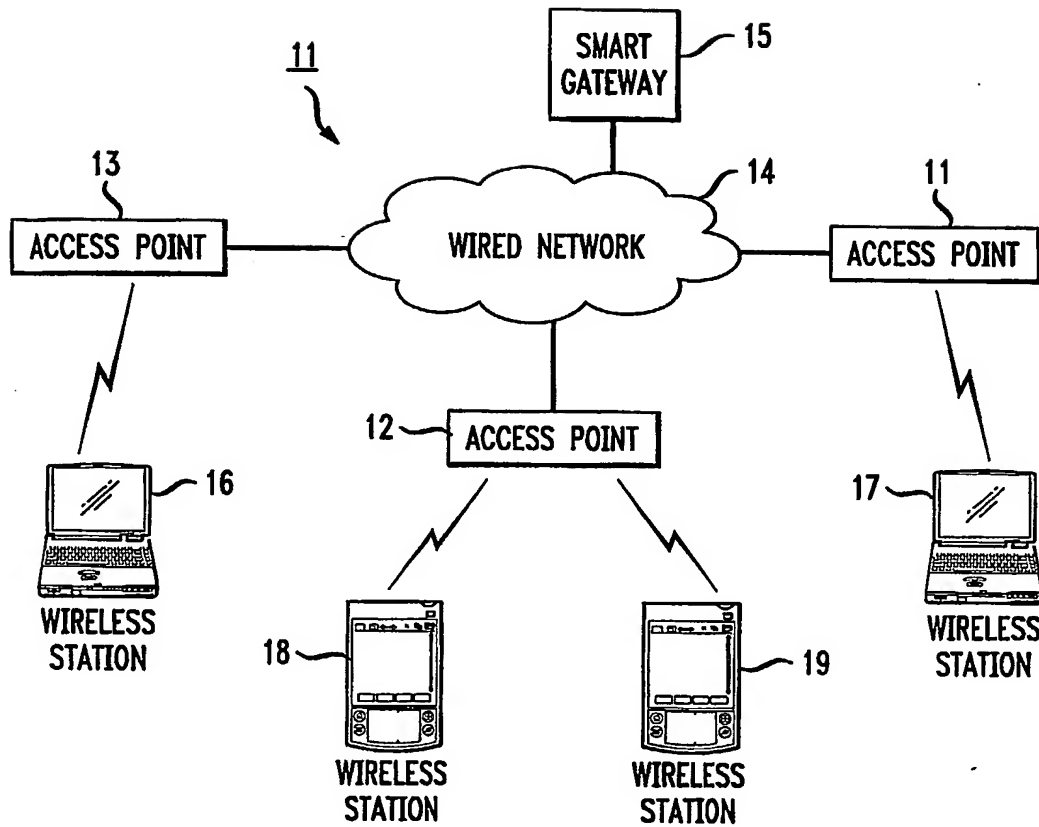 15
SMART
GATEWAY
11
13
14
11
ACCESS POINT
WIRED NETWORK
ACCESS POINT
12
ACCESS POINT
16
17
WIRELESS
STATION
WIRELESS
STATION
18
19
WIRELESS
STATION
WIRELESS
STATION